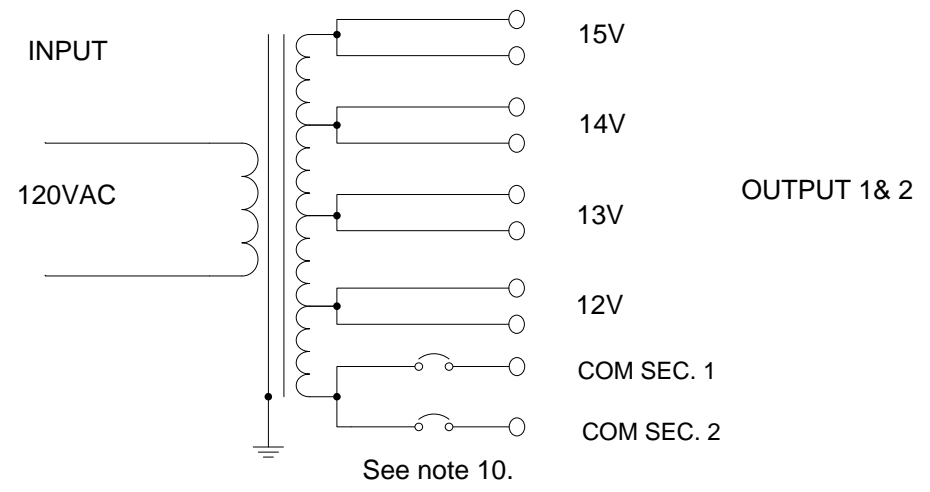 INPUT
120VAC
15V
14V
13V
12V
OUTPUT 1& 2
COM SEC. 1
COM SEC. 2
See note 10.